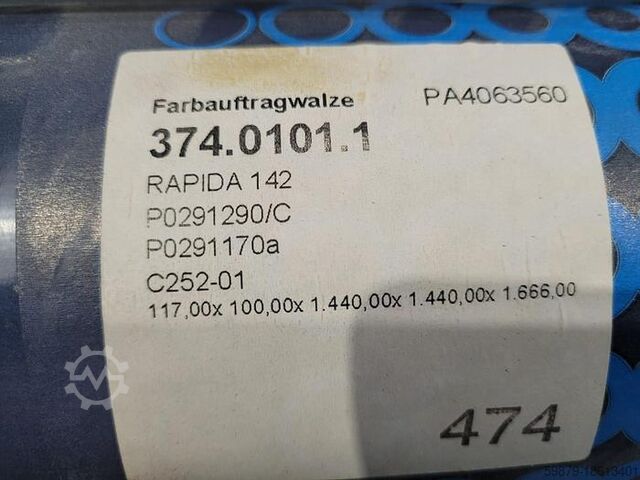 Farbauftragwalze PA4063560
374.0101.1
RAPIDA 142
P0291290/C
P0291170a
C252-01
117,00x 100,00x 1.440,00x 1.440,00x 1.666,00
474